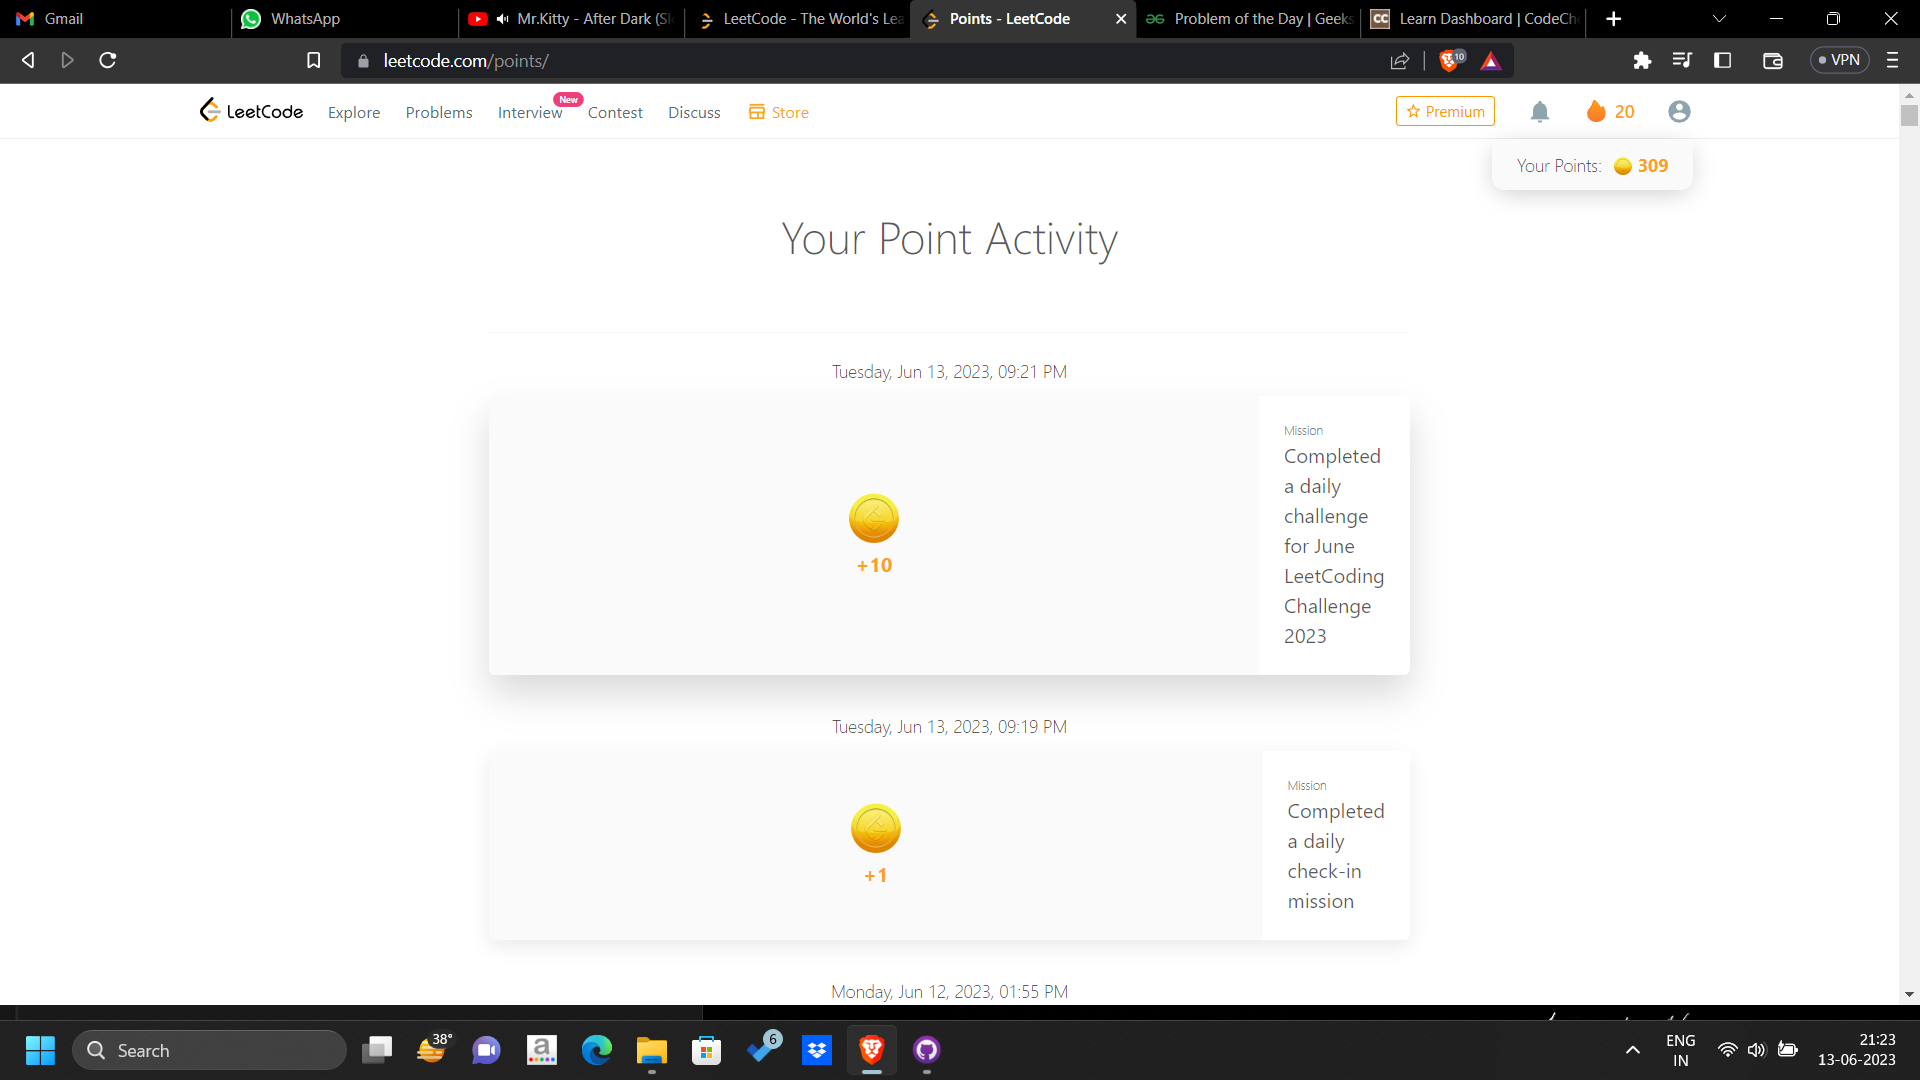 Gmail
WhatsApp
Mr.Kitty - After Dark (Sl
LeetCode - The World's Lea
Points - LeetCode
Problem of the Day | Geeks
CC
Learn Dashboard | CodeCh
leetcode.com/points/
10
VPN
LeetCode
Explore
Problems
Interview
New
Contest
Discuss
Store
Premium
20
Your Points:
309
Your Point Activity
Tuesday, Jun 13, 2023, 09:21 PM
+10
Mission
Completed
a daily
challenge
for June
LeetCoding
Challenge
2023
Tuesday, Jun 13, 2023, 09:19 PM
+1
Mission
Completed
a daily
check-in
mission
Monday, Jun 12, 2023, 01:55 PM
Search
38°
a
6
ENG
IN
21:23
13-06-2023